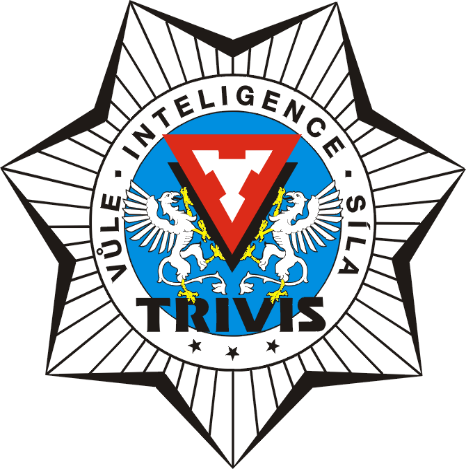 VŮLE · INTELIGENCE · SÍLA
TRIVIS